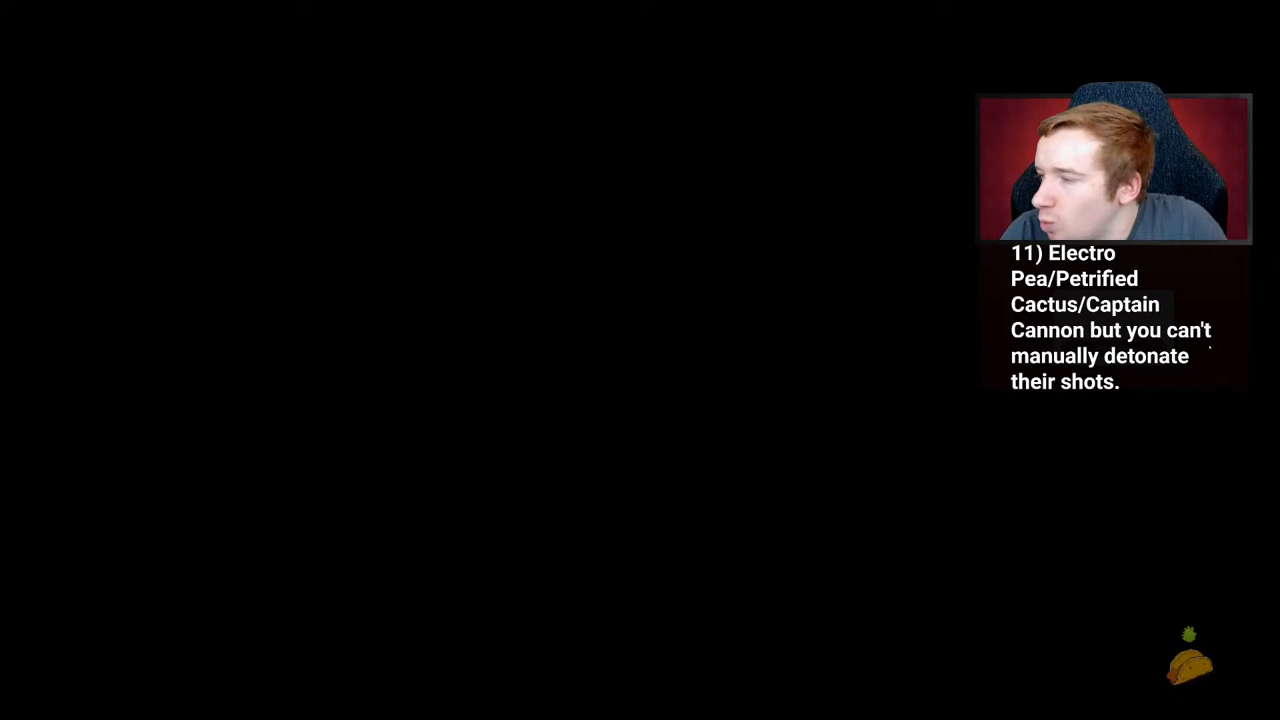 11) Electro
Pea/Petrified
Cactus/Captain
Cannon but you can't
manually detonate
their shots.